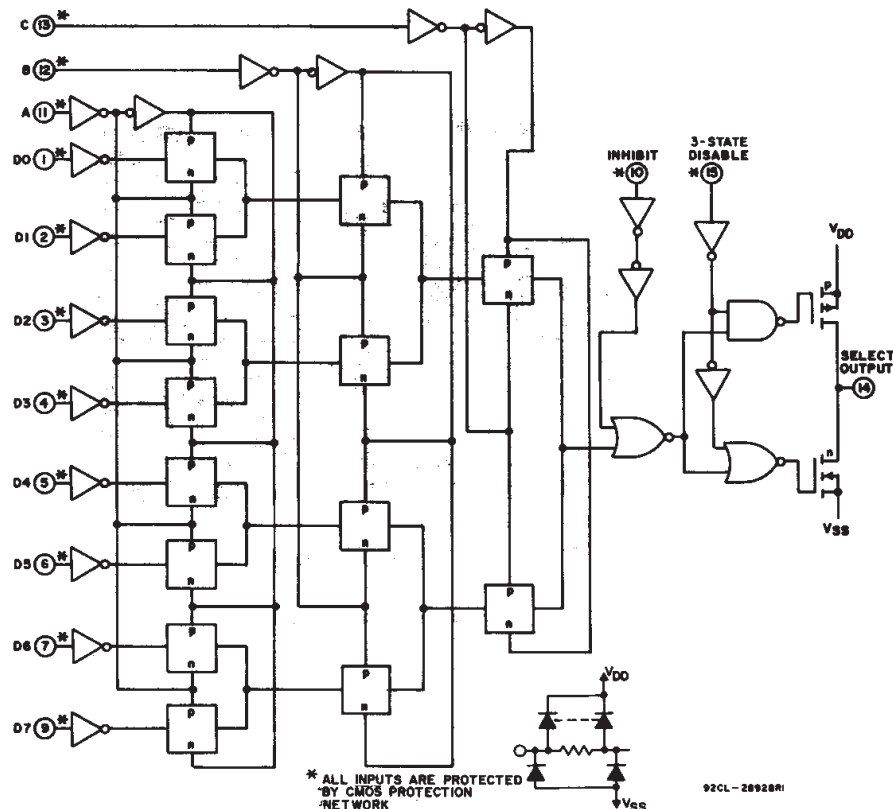 C 13 *
B 12 *
A 11 *
D0 1 *
D1 2 *
D2 3 *
D3 4 *
D4 5 *
D5 6 *
D6 7 *
D7 9 *
p
n
p
n
p
n
p
n
p
n
p
n
p
n
p
n
p
n
p
n
p
n
p
n
p
n
p
n
INHIBIT
* 10
3-STATE
DISABLE
* 15
VDD
p
SELECT
OUTPUT
14
n
VSS
VDD
VSS
* ALL INPUTS ARE PROTECTED
BY CMOS PROTECTION
NETWORK
92CL-28928RI